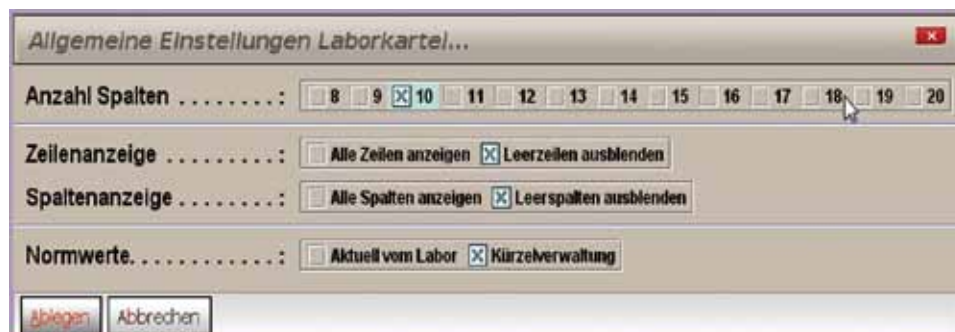 Allgemeine Einstellungen Laborkartei...
Anzahl Spalten ........: 8 9 10 11 12 13 14 15 16 17 18 19 20
Zeilenanzeige .........: Alle Zeilen anzeigen Leerzeilen ausblenden
Spaltenanzeige ........: Alle Spalten anzeigen Leerspalten ausblenden
Normwerte............: Aktuell vom Labor Kürzelverwaltung
Ablegen Abbrechen